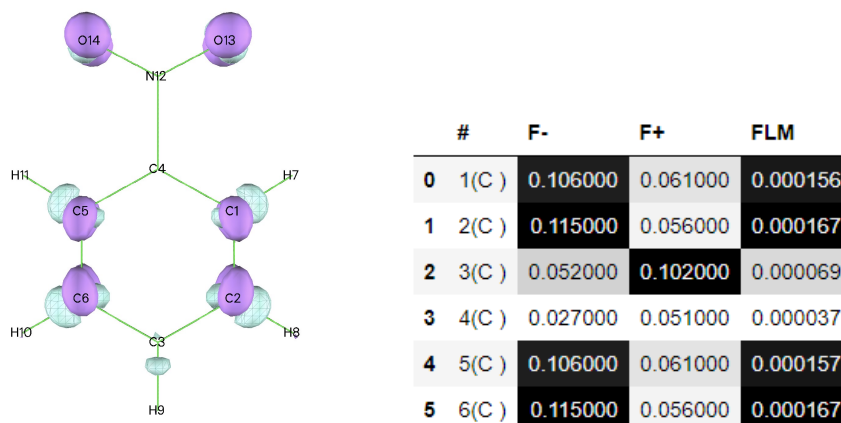 O14 O13
N12
C4
H11 H7
C5 C1
C6 C2
H10 H8
C3
H9
# F- F+ FLM
0 1(C ) 0.106000 0.061000 0.000156
1 2(C ) 0.115000 0.056000 0.000167
2 3(C ) 0.052000 0.102000 0.000069
3 4(C ) 0.027000 0.051000 0.000037
4 5(C ) 0.106000 0.061000 0.000157
5 6(C ) 0.115000 0.056000 0.000167